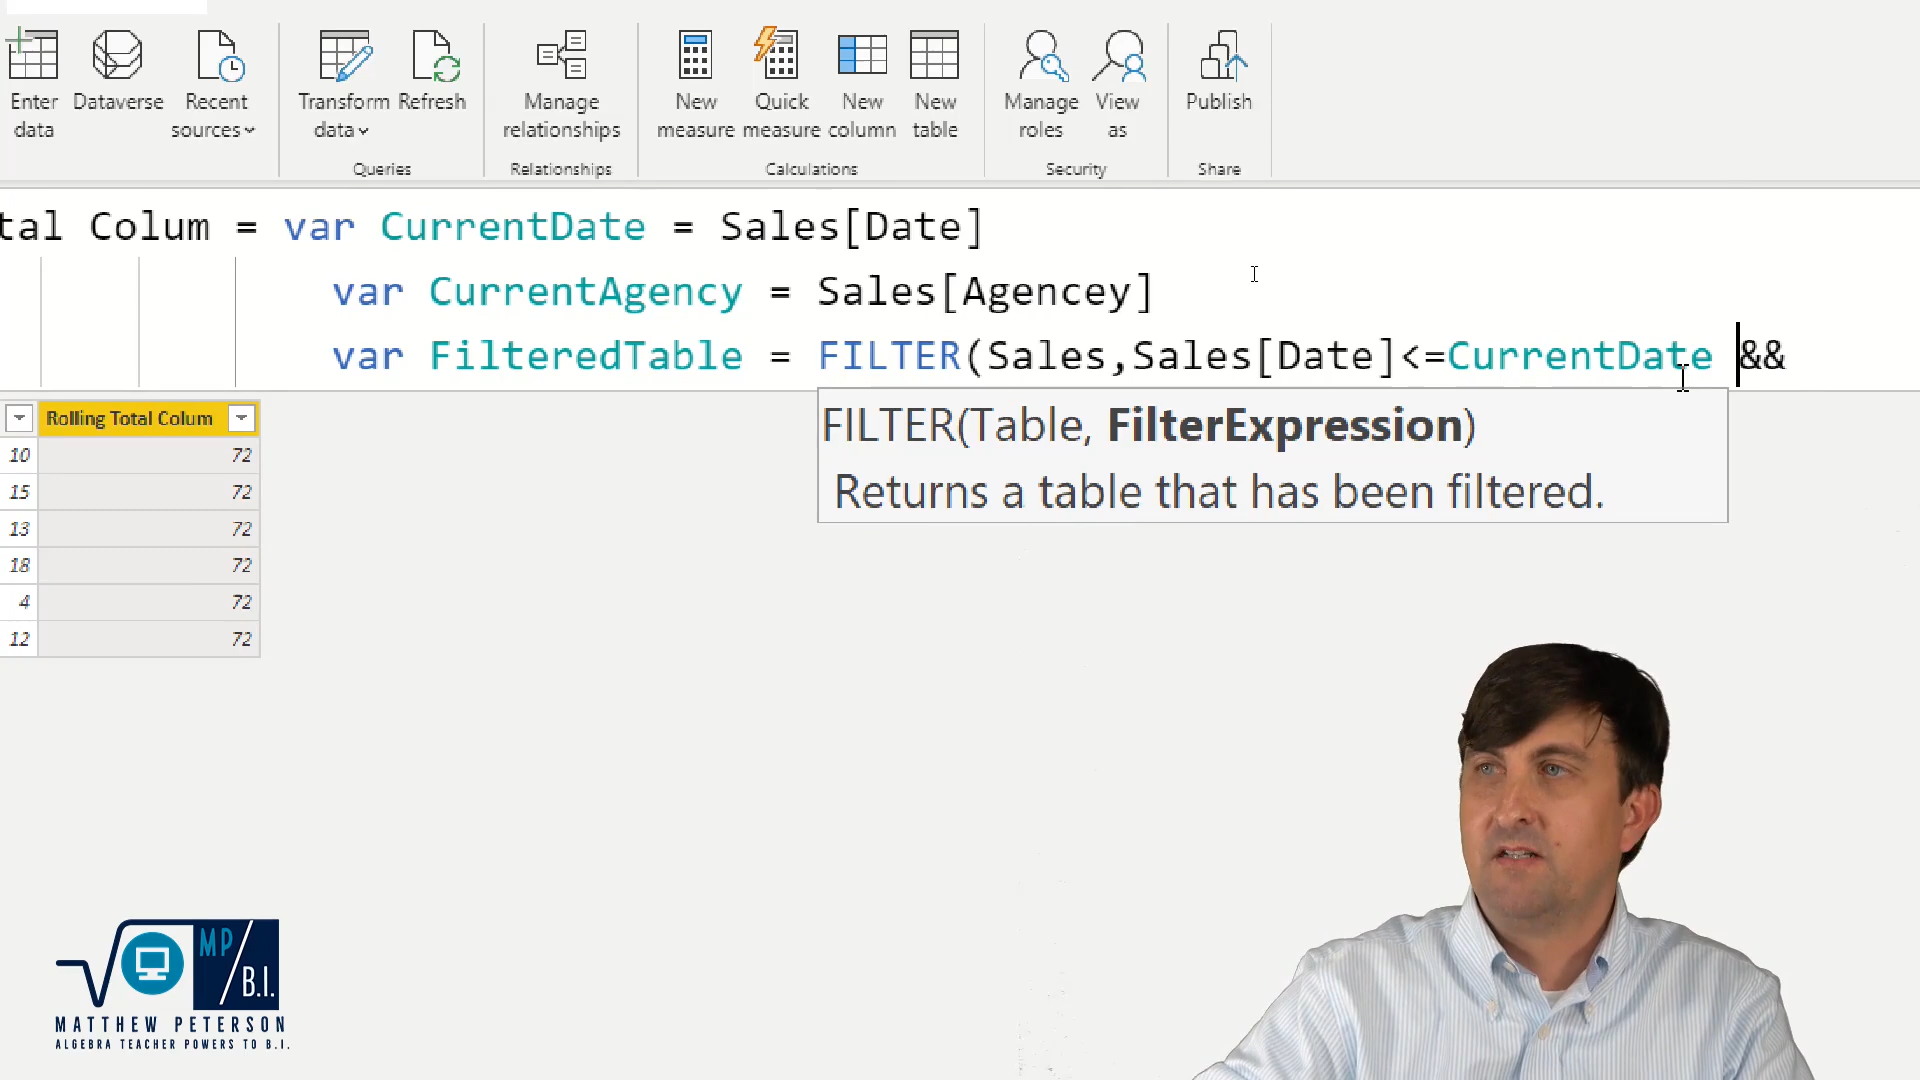 Enter data
Dataverse
Recent sources
Transform data
Refresh
Manage relationships
New measure
Quick measure
New column
New table
Manage roles
View as
Publish
Queries
Relationships
Calculations
Security
Share
tal Colum = var CurrentDate = Sales[Date]
var CurrentAgency = Sales[Agencey]
var FilteredTable = FILTER(Sales,Sales[Date]<=CurrentDate &&
FILTER(Table, FilterExpression)
Returns a table that has been filtered.
Rolling Total Colum
10 72
15 72
13 72
18 72
4 72
12 72
MP/B.I.
MATTHEW PETERSON
ALGEBRA TEACHER POWERS TO B.I.